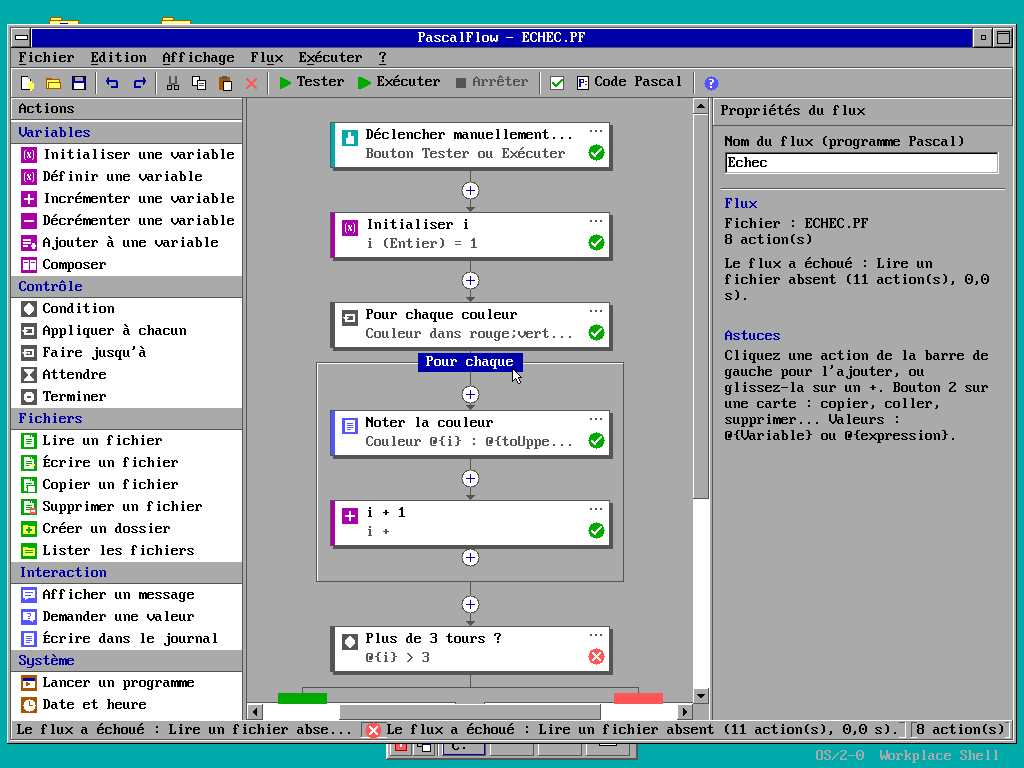 PascalFlow - ECHEC.PF
Fichier Edition Affichage Flux Exécuter ?
Tester Exécuter Arrêter Code Pascal ?
Actions
Variables
Initialiser une variable
Définir une variable
Incrémenter une variable
Décrémenter une variable
Ajouter à une variable
Composer
Contrôle
Condition
Appliquer à chacun
Faire jusqu'à
Attendre
Terminer
Fichiers
Lire un fichier
Écrire un fichier
Copier un fichier
Supprimer un fichier
Créer un dossier
Lister les fichiers
Interaction
Afficher un message
Demander une valeur
Écrire dans le journal
Système
Lancer un programme
Date et heure
Déclencher manuellement...
Bouton Tester ou Exécuter
Initialiser i
i (Entier) = 1
Pour chaque couleur
Couleur dans rouge;vert...
Pour chaque
Noter la couleur
Couleur @{i} : @{toUppe...
i + 1
i +
Plus de 3 tours ?
@{i} > 3
Propriétés du flux
Nom du flux (programme Pascal)
Echec
Flux
Fichier : ECHEC.PF
8 action(s)
Le flux a échoué : Lire un
fichier absent (11 action(s), 0,0
s).
Astuces
Cliquez une action de la barre de
gauche pour l'ajouter, ou
glissez-la sur un +. Bouton 2 sur
une carte : copier, coller,
supprimer... Valeurs :
@{Variable} ou @{expression}.
Le flux a échoué : Lire un fichier abse...
Le flux a échoué : Lire un fichier absent (11 action(s), 0,0 s).
8 action(s)
C:
OS/2-0 Workplace Shell